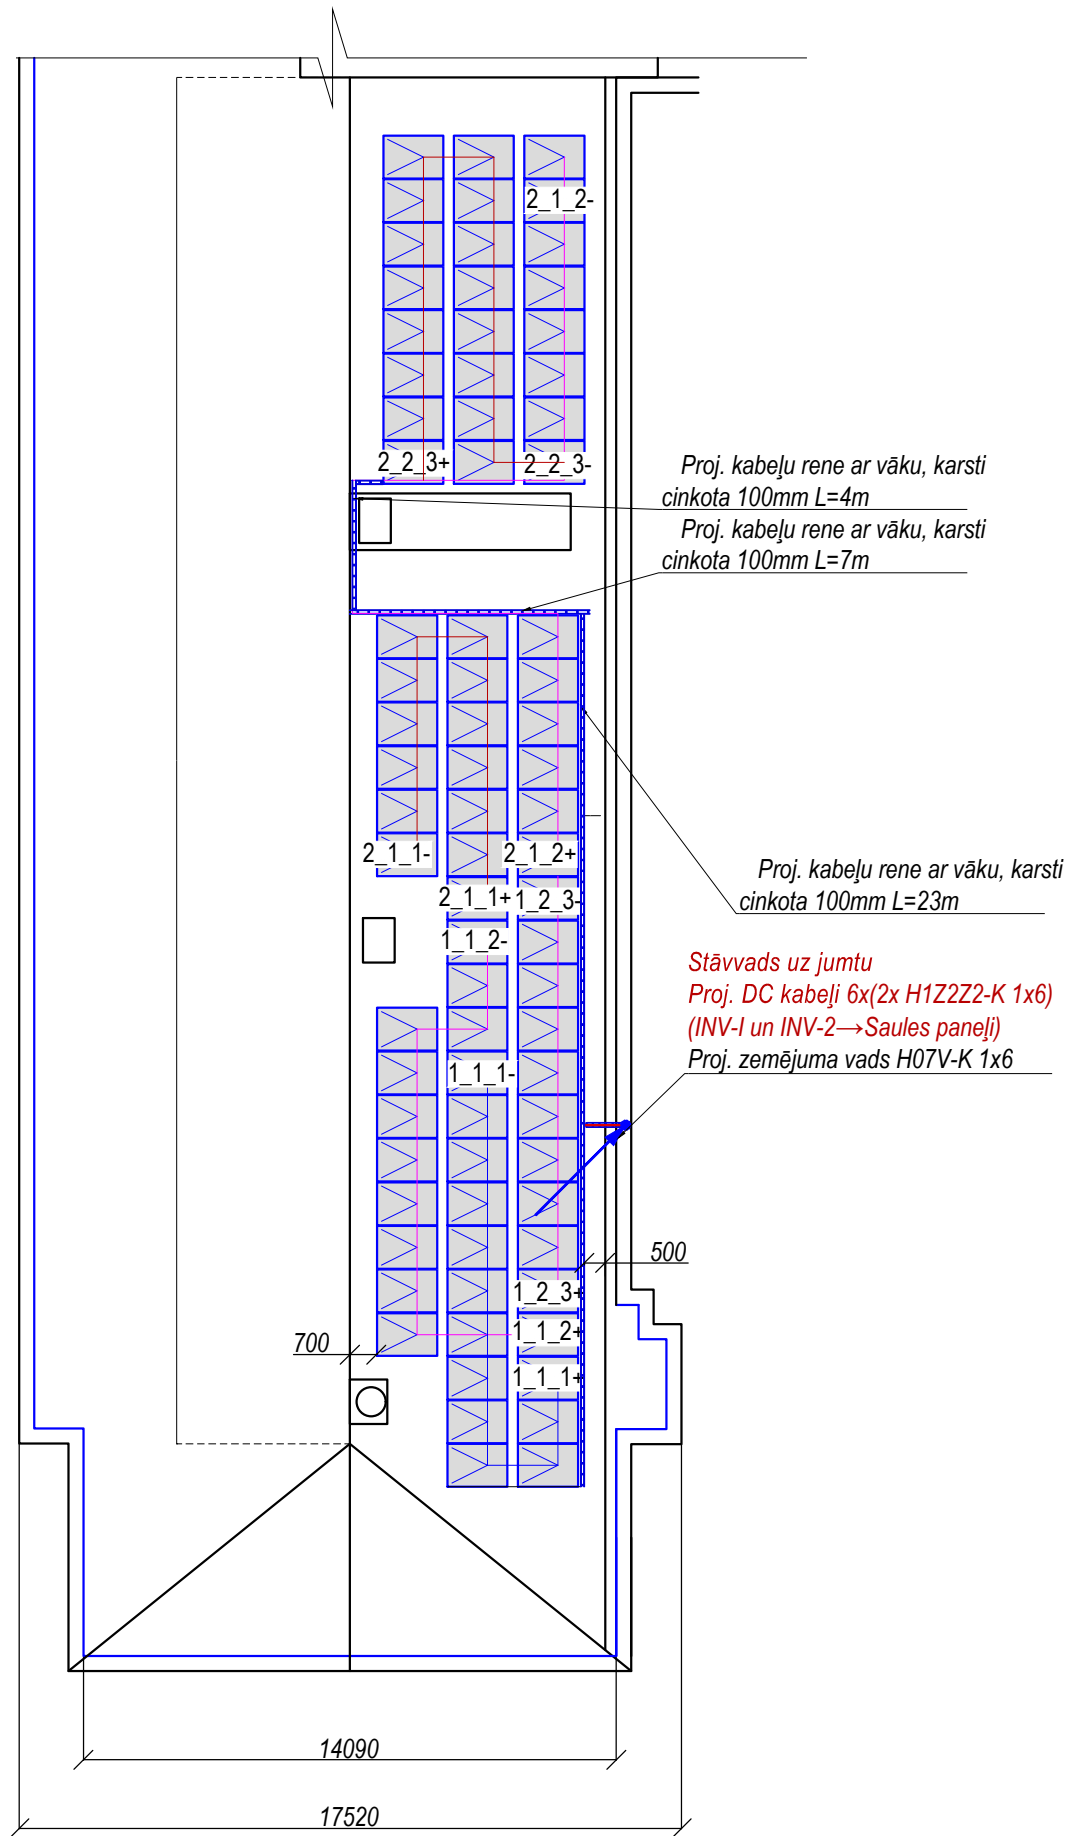 2_1_2-
2_2_3+
2_2_3-
Proj. kabeļu rene ar vāku, karsti
cinkota 100mm L=4m
Proj. kabeļu rene ar vāku, karsti
cinkota 100mm L=7m
2_1_1-
2_1_2+
Proj. kabeļu rene ar vāku, karsti
cinkota 100mm L=23m
2_1_1+
1_2_3-
1_1_2-
Stāvvads uz jumtu
Proj. DC kabeļi 6x(2x H1Z2Z2-K 1x6)
(INV-I un INV-2→Saules paneļi)
Proj. zemējuma vads H07V-K 1x6
1_1_1-
500
1_2_3+
1_1_2+
700
1_1_1+
14090
17520